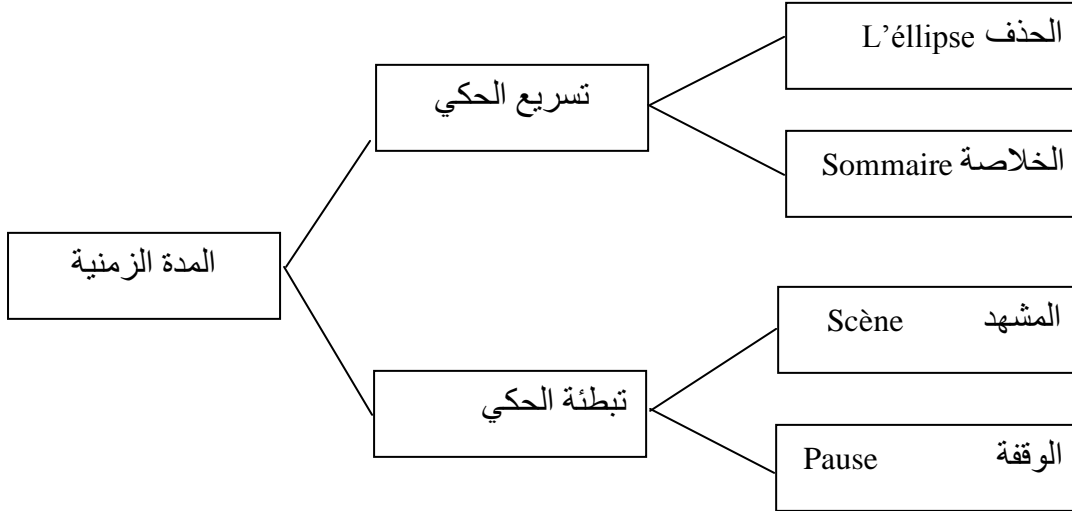 الحذف L'éllipse
تسريع الحكي
الخلاصة Sommaire
المدة الزمنية
المشهد Scène
تبطئة الحكي
الوقفة Pause